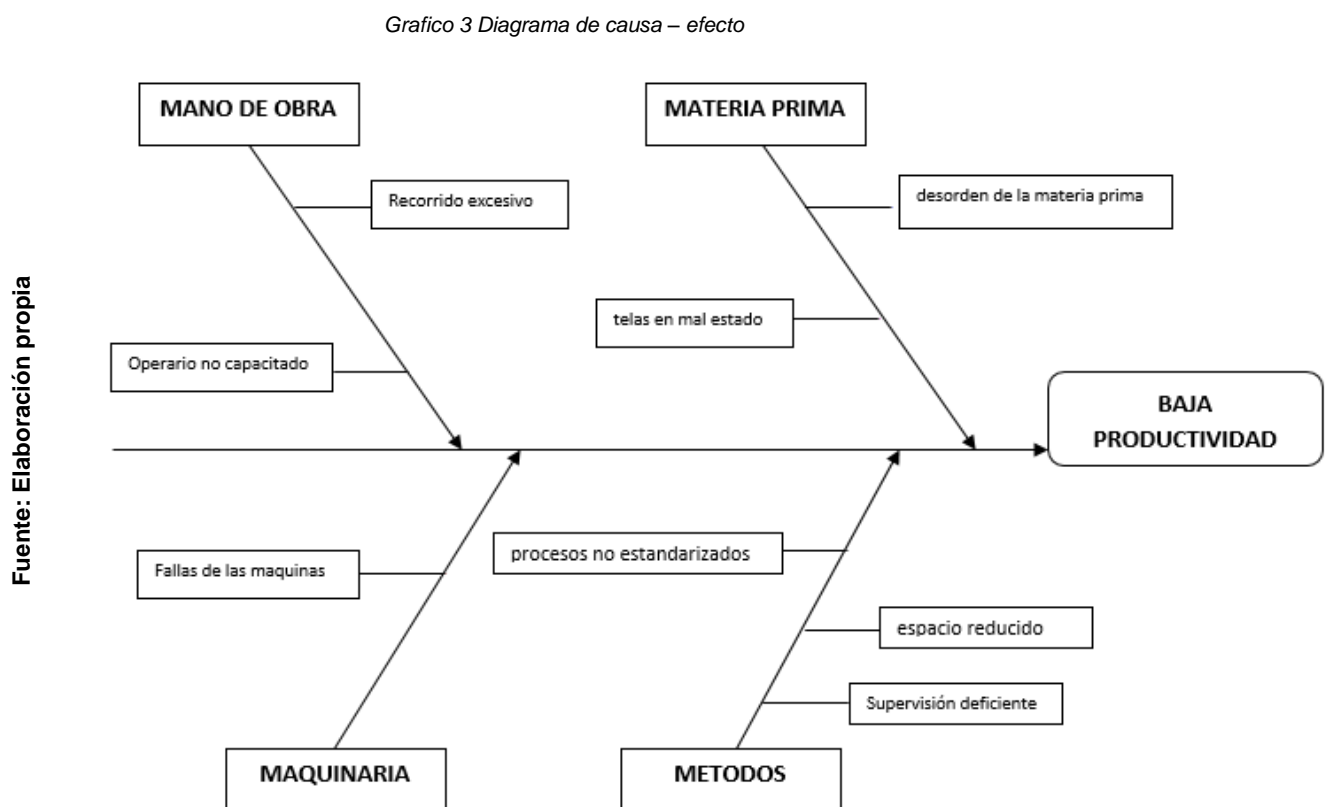 Grafico 3 Diagrama de causa – efecto
MANO DE OBRA
MATERIA PRIMA
Recorrido excesivo
desorden de la materia prima
telas en mal estado
Operario no capacitado
BAJA
PRODUCTIVIDAD
Fuente: Elaboración propia
procesos no estandarizados
Fallas de las maquinas
espacio reducido
Supervisión deficiente
MAQUINARIA
METODOS